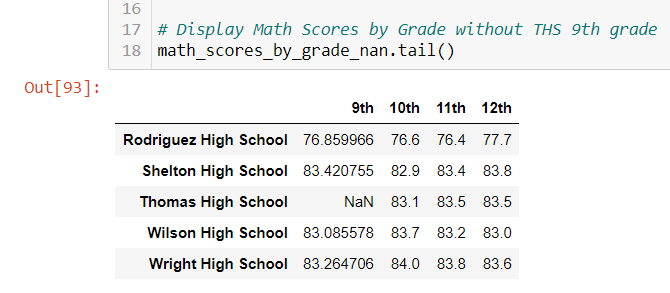 16
17 # Display Math Scores by Grade without THS 9th grade
18 math_scores_by_grade_nan.tail()
Out[93]:
9th 10th 11th 12th
Rodriguez High School 76.859966 76.6 76.4 77.7
Shelton High School 83.420755 82.9 83.4 83.8
Thomas High School NaN 83.1 83.5 83.5
Wilson High School 83.085578 83.7 83.2 83.0
Wright High School 83.264706 84.0 83.8 83.6